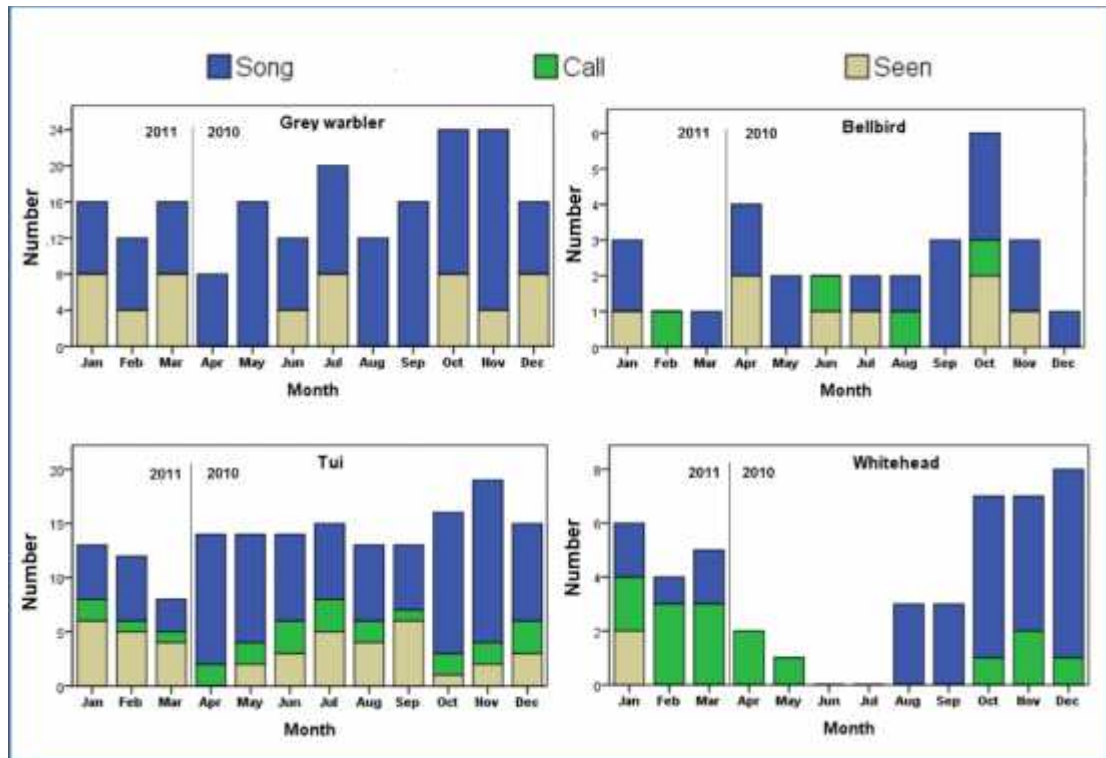 Song Call Seen
2011 2010 Grey warbler
Number
24
20
16
12
8
4
0
Jan Feb Mar Apr May Jun Jul Aug Sep Oct Nov Dec
Month
2011 2010 Bellbird
Number
6
5
4
3
2
1
0
Jan Feb Mar Apr May Jun Jul Aug Sep Oct Nov Dec
Month
2011 2010 Tui
Number
20
15
10
5
0
Jan Feb Mar Apr May Jun Jul Aug Sep Oct Nov Dec
Month
2011 2010 Whitehead
Number
8
6
4
2
0
Jan Feb Mar Apr May Jun Jul Aug Sep Oct Nov Dec
Month